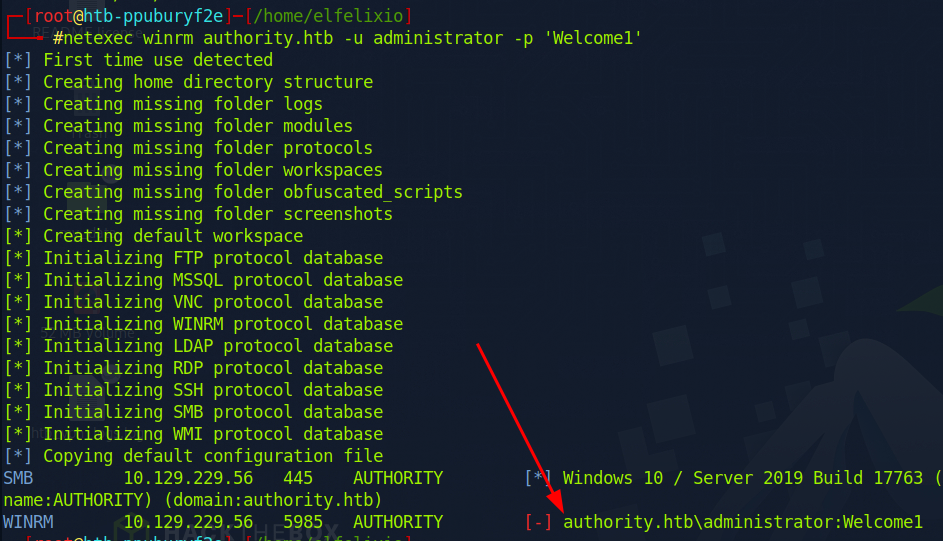 ┌─[root@htb-ppuburyf2e]─[/home/elfelixio]
└──╼ #netexec winrm authority.htb -u administrator -p 'Welcome1'
[*] First time use detected
[*] Creating home directory structure
[*] Creating missing folder logs
[*] Creating missing folder modules
[*] Creating missing folder protocols
[*] Creating missing folder workspaces
[*] Creating missing folder obfuscated_scripts
[*] Creating missing folder screenshots
[*] Creating default workspace
[*] Initializing FTP protocol database
[*] Initializing MSSQL protocol database
[*] Initializing VNC protocol database
[*] Initializing WINRM protocol database
[*] Initializing LDAP protocol database
[*] Initializing RDP protocol database
[*] Initializing SSH protocol database
[*] Initializing SMB protocol database
[*] Initializing WMI protocol database
[*] Copying default configuration file
SMB 10.129.229.56 445 AUTHORITY [*] Windows 10 / Server 2019 Build 17763 (
name:AUTHORITY) (domain:authority.htb)
WINRM 10.129.229.56 5985 AUTHORITY [-] authority.htb\administrator:Welcome1
HACKTHEBOX
┌─[root@htb-ppuburyf2e]─[/home/elfelixio]